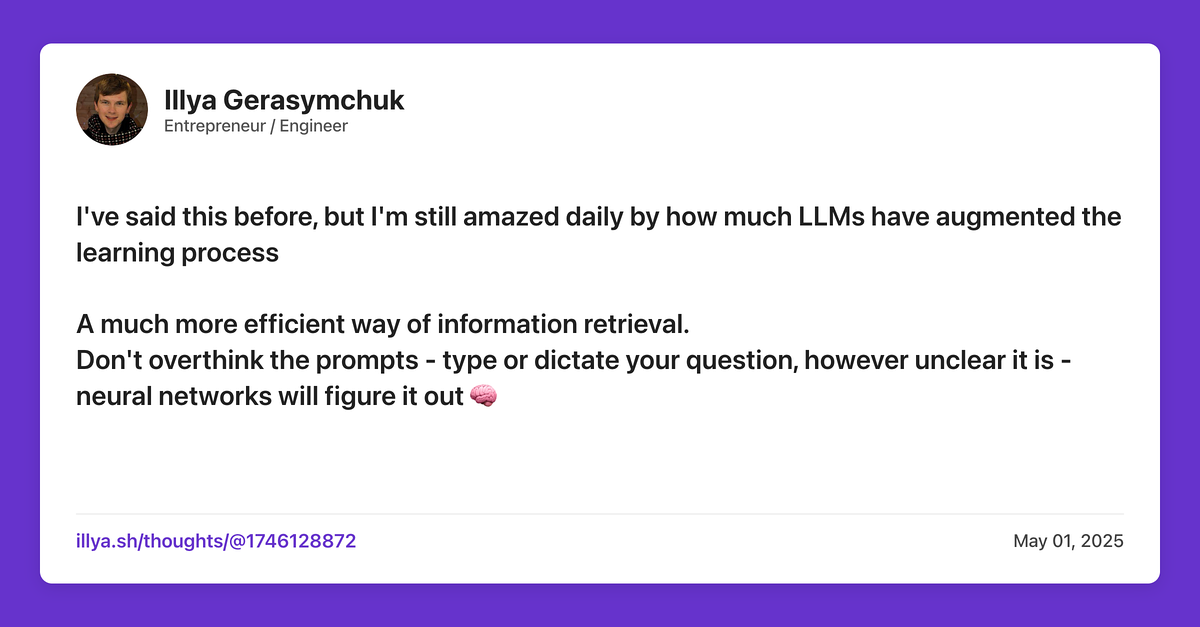 Illya Gerasymchuk
Entrepreneur / Engineer
I've said this before, but I'm still amazed daily by how much LLMs have augmented the
learning process
A much more efficient way of information retrieval.
Don't overthink the prompts - type or dictate your question, however unclear it is -
neural networks will figure it out 🧠
illya.sh/thoughts/@1746128872
May 01, 2025